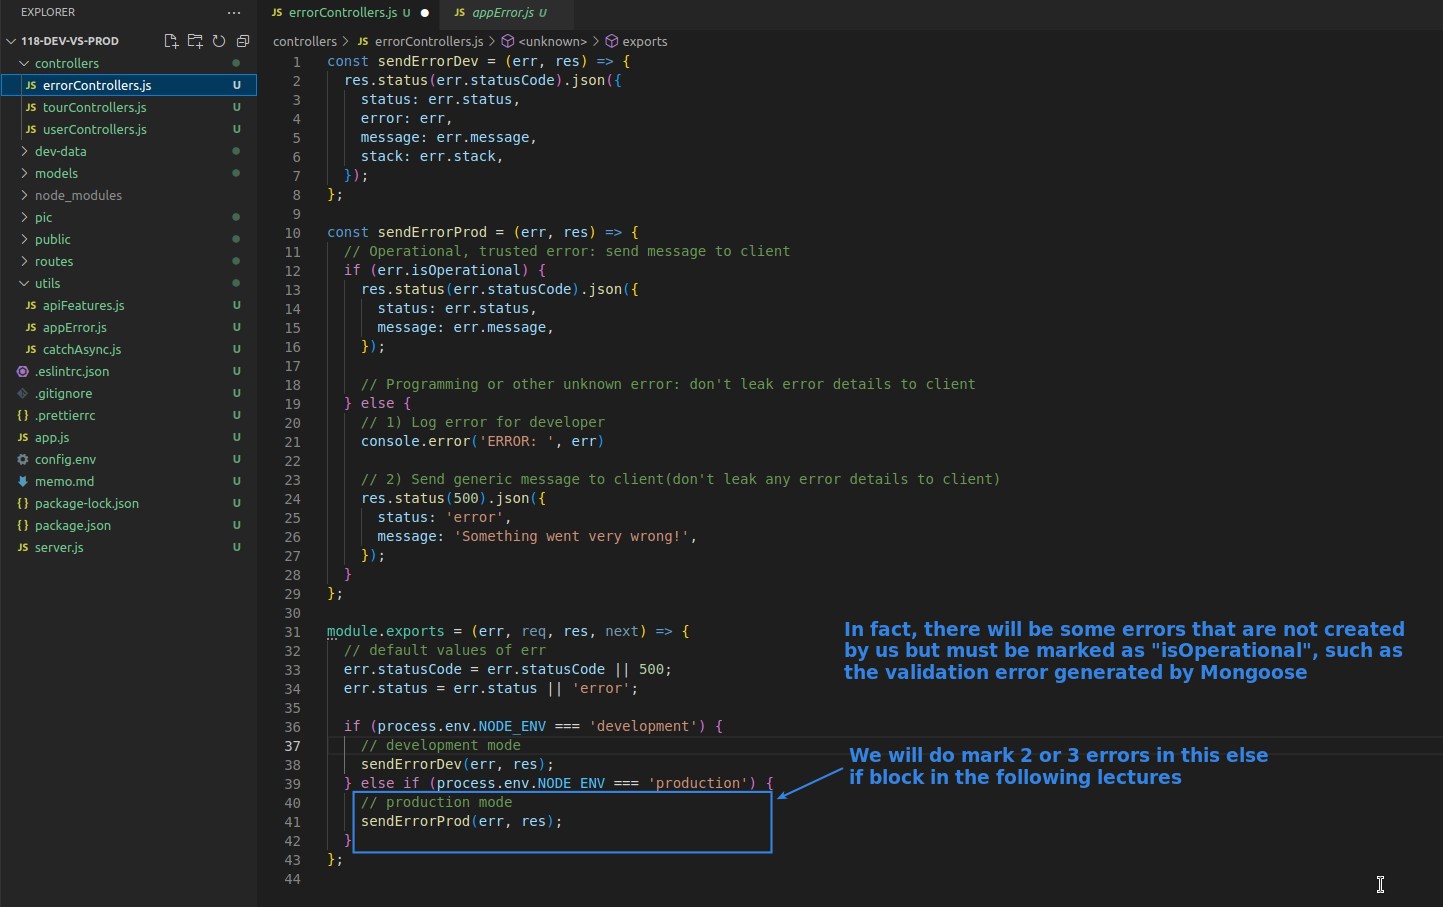 EXPLORER
118-DEV-VS-PROD
controllers
JS errorControllers.js U
JS tourControllers.js U
JS userControllers.js U
dev-data
models
node_modules
pic
public
routes
utils
JS apiFeatures.js U
JS appError.js U
JS catchAsync.js U
.eslintrc.json U
.gitignore U
{} .prettierrc U
JS app.js U
config.env U
memo.md U
{} package-lock.json U
{} package.json U
JS server.js U
JS errorControllers.js U ● JS appError.js U
controllers > JS errorControllers.js > <unknown> > exports
1 const sendErrorDev = (err, res) => {
2 res.status(err.statusCode).json({
3 status: err.status,
4 error: err,
5 message: err.message,
6 stack: err.stack,
7 });
8 };
9
10 const sendErrorProd = (err, res) => {
11 // Operational, trusted error: send message to client
12 if (err.isOperational) {
13 res.status(err.statusCode).json({
14 status: err.status,
15 message: err.message,
16 });
17
18 // Programming or other unknown error: don't leak error details to client
19 } else {
20 // 1) Log error for developer
21 console.error('ERROR: ', err)
22
23 // 2) Send generic message to client(don't leak any error details to client)
24 res.status(500).json({
25 status: 'error',
26 message: 'Something went very wrong!',
27 });
28 }
29 };
30
31 module.exports = (err, req, res, next) => {
32 // default values of err
33 err.statusCode = err.statusCode || 500;
34 err.status = err.status || 'error';
35
36 if (process.env.NODE_ENV === 'development') {
37 // development mode
38 sendErrorDev(err, res);
39 } else if (process.env.NODE_ENV === 'production') {
40 // production mode
41 sendErrorProd(err, res);
42 }
43 };
44
In fact, there will be some errors that are not created
by us but must be marked as "isOperational", such as
the validation error generated by Mongoose
We will do mark 2 or 3 errors in this else
if block in the following lectures